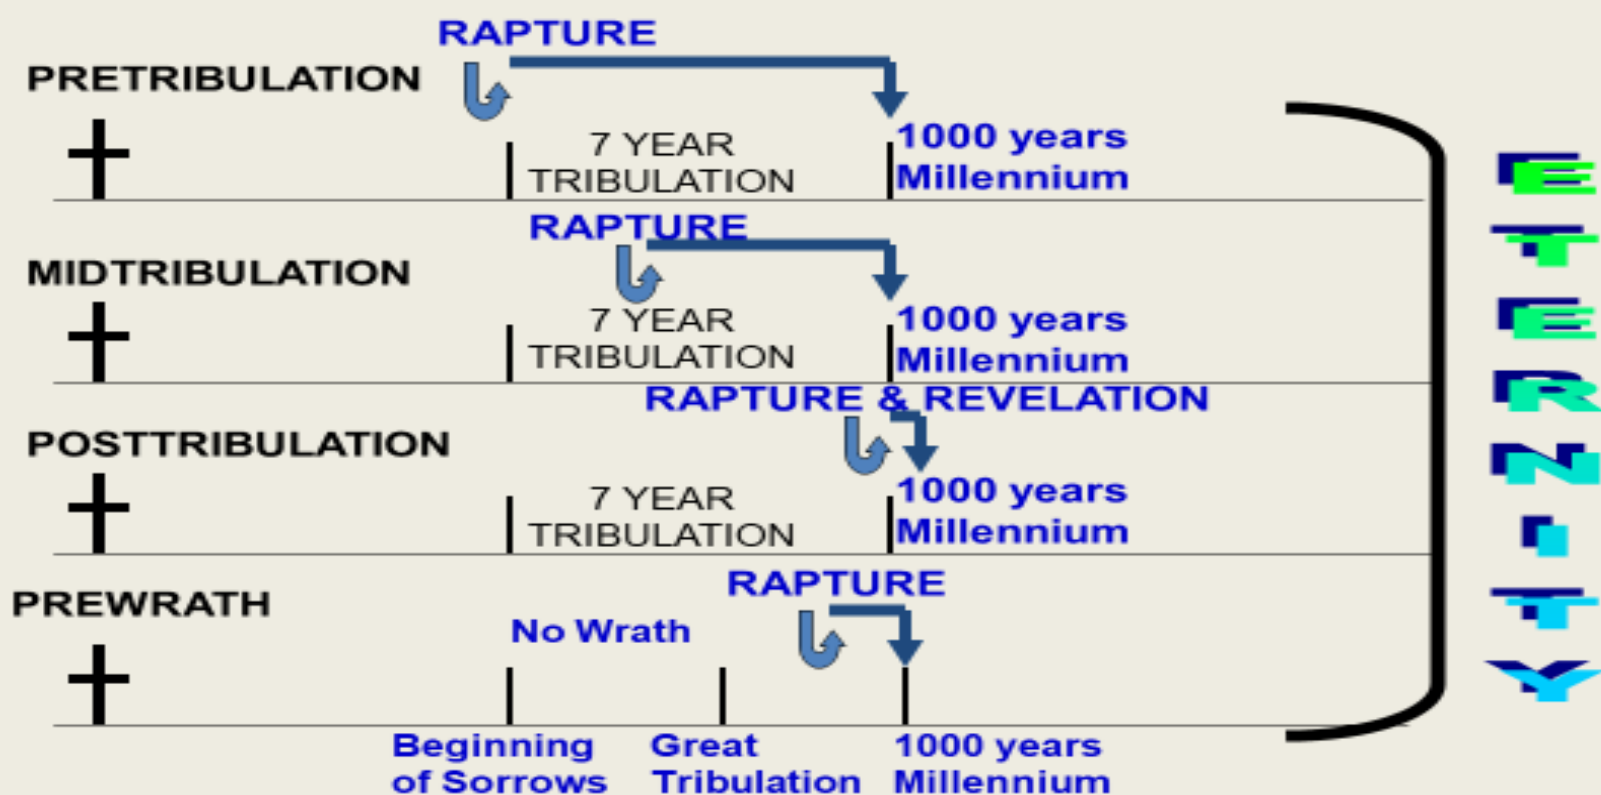 RAPTURE
PRETRIBULATION
7 YEAR
TRIBULATION
1000 years
Millennium
RAPTURE
MIDTRIBULATION
7 YEAR
TRIBULATION
1000 years
Millennium
RAPTURE & REVELATION
POSTTRIBULATION
7 YEAR
TRIBULATION
1000 years
Millennium
RAPTURE
PREWRATH
No Wrath
Beginning
of Sorrows
Great
Tribulation
1000 years
Millennium
ETERNITY